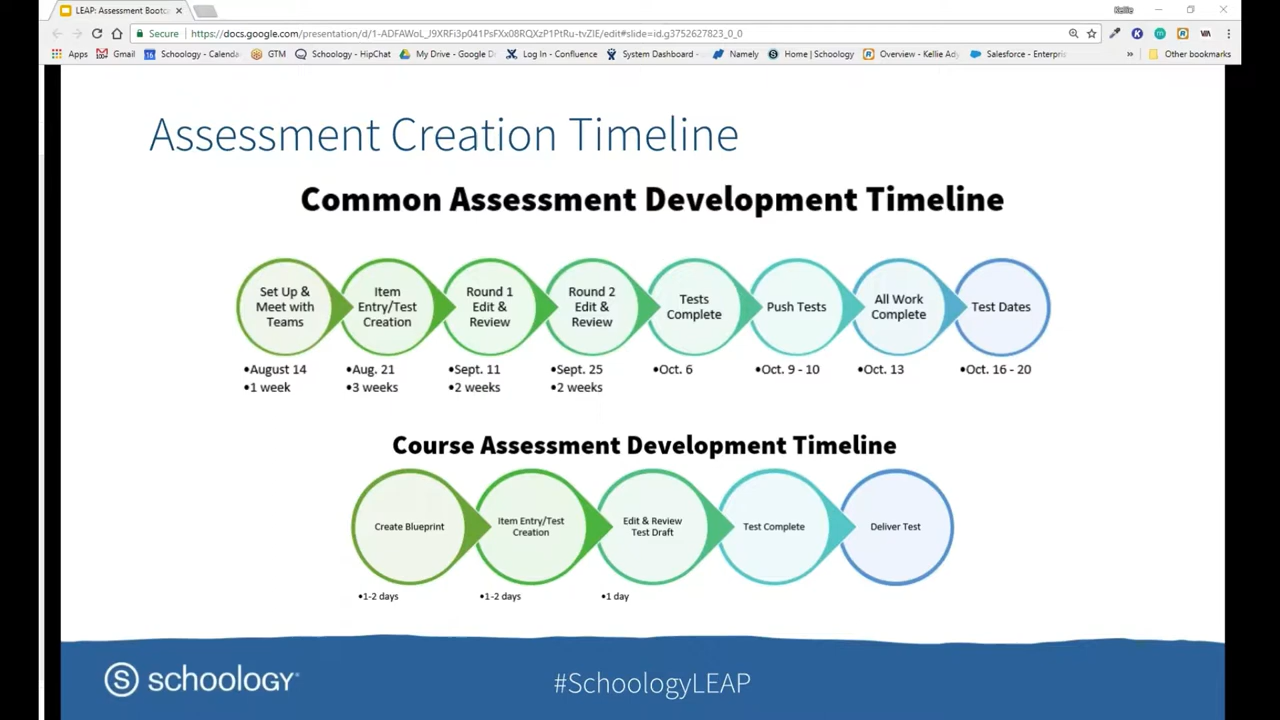 LEAP: Assessment Bootc
Kellie
Secure
https://docs.google.com/presentation/d/1-ADFAWoL_J9XRFi3p041PsFXx08RQXzP1PtRu-tvZlE/edit#slide=id.g3752627823_0_0
Apps Gmail Schoology - Calenda GTM Schoology - HipChat My Drive - Google Dr Log In - Confluence System Dashboard - Namely Home | Schoology Overview - Kellie Ady Salesforce - Enterpris » Other bookmarks
Assessment Creation Timeline
Common Assessment Development Timeline
Set Up &
Meet with
Teams
•August 14
•1 week
Item
Entry/Test
Creation
•Aug. 21
•3 weeks
Round 1
Edit &
Review
•Sept. 11
•2 weeks
Round 2
Edit &
Review
•Sept. 25
•2 weeks
Tests
Complete
•Oct. 6
Push Tests
•Oct. 9 - 10
All Work
Complete
•Oct. 13
Test Dates
•Oct. 16 - 20
Course Assessment Development Timeline
Create Blueprint
•1-2 days
Item Entry/Test
Creation
•1-2 days
Edit & Review
Test Draft
•1 day
Test Complete
Deliver Test
S schoology
#SchoologyLEAP